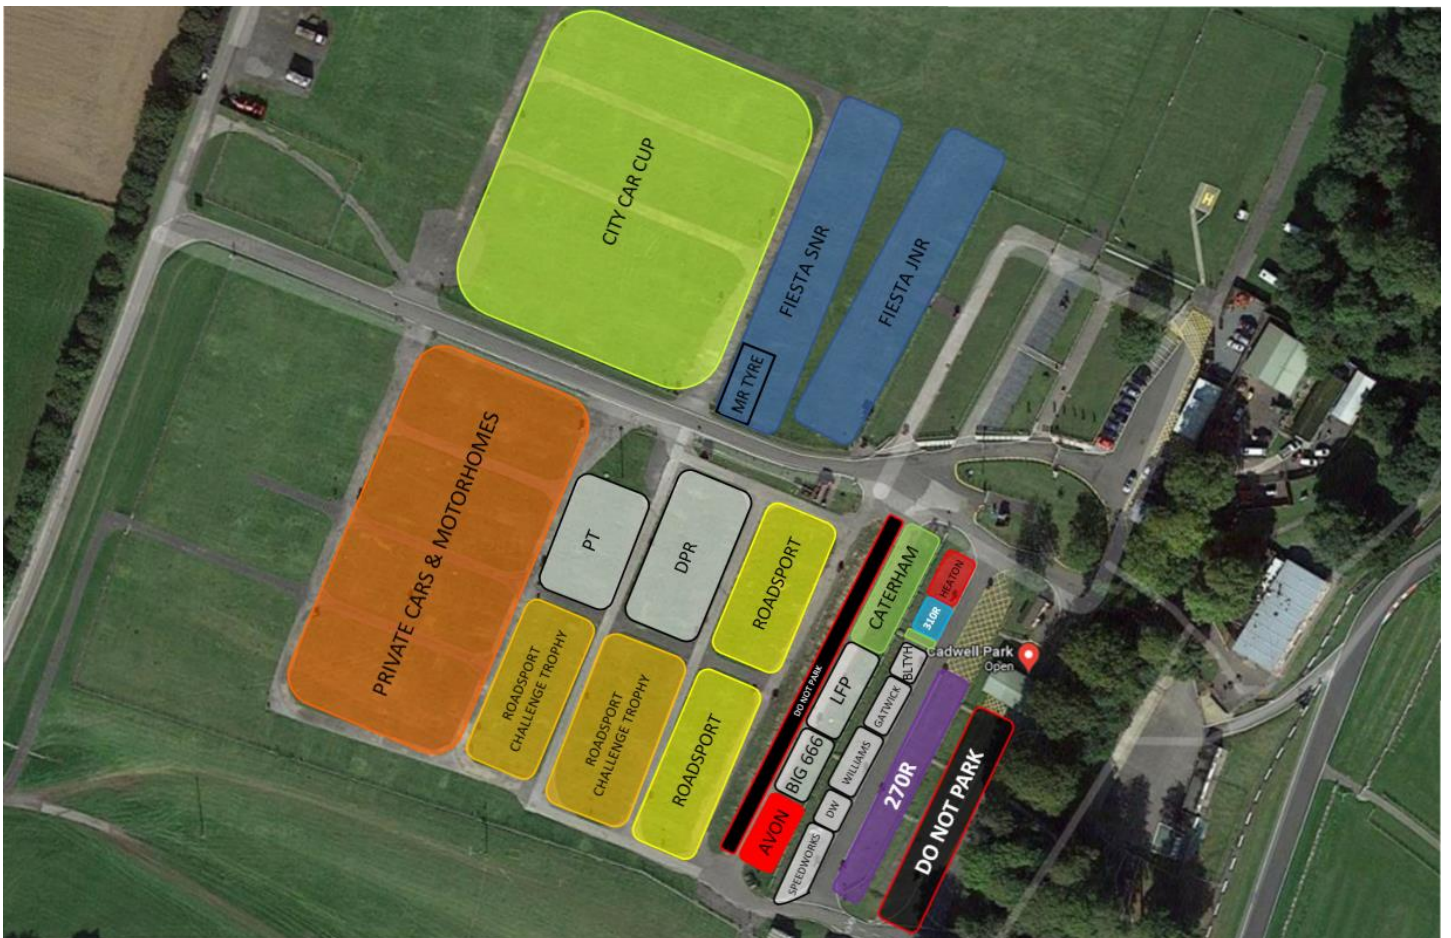 CITY CAR CUP
FIESTA SNR
FIESTA JNR
MR TYRE
H
PRIVATE CARS & MOTORHOMES
PT
DPR
ROADSPORT
ROADSPORT
CHALLENGE TROPHY
ROADSPORT
CHALLENGE TROPHY
ROADSPORT
DO NOT PARK
CATERHAM
HEATON
310R
Cadwell Park
Open
BLTYH
LFP
GATWICK
BIG 666
WILLIAMS
270R
AVON
DW
SPEEDWORKS
DO NOT PARK